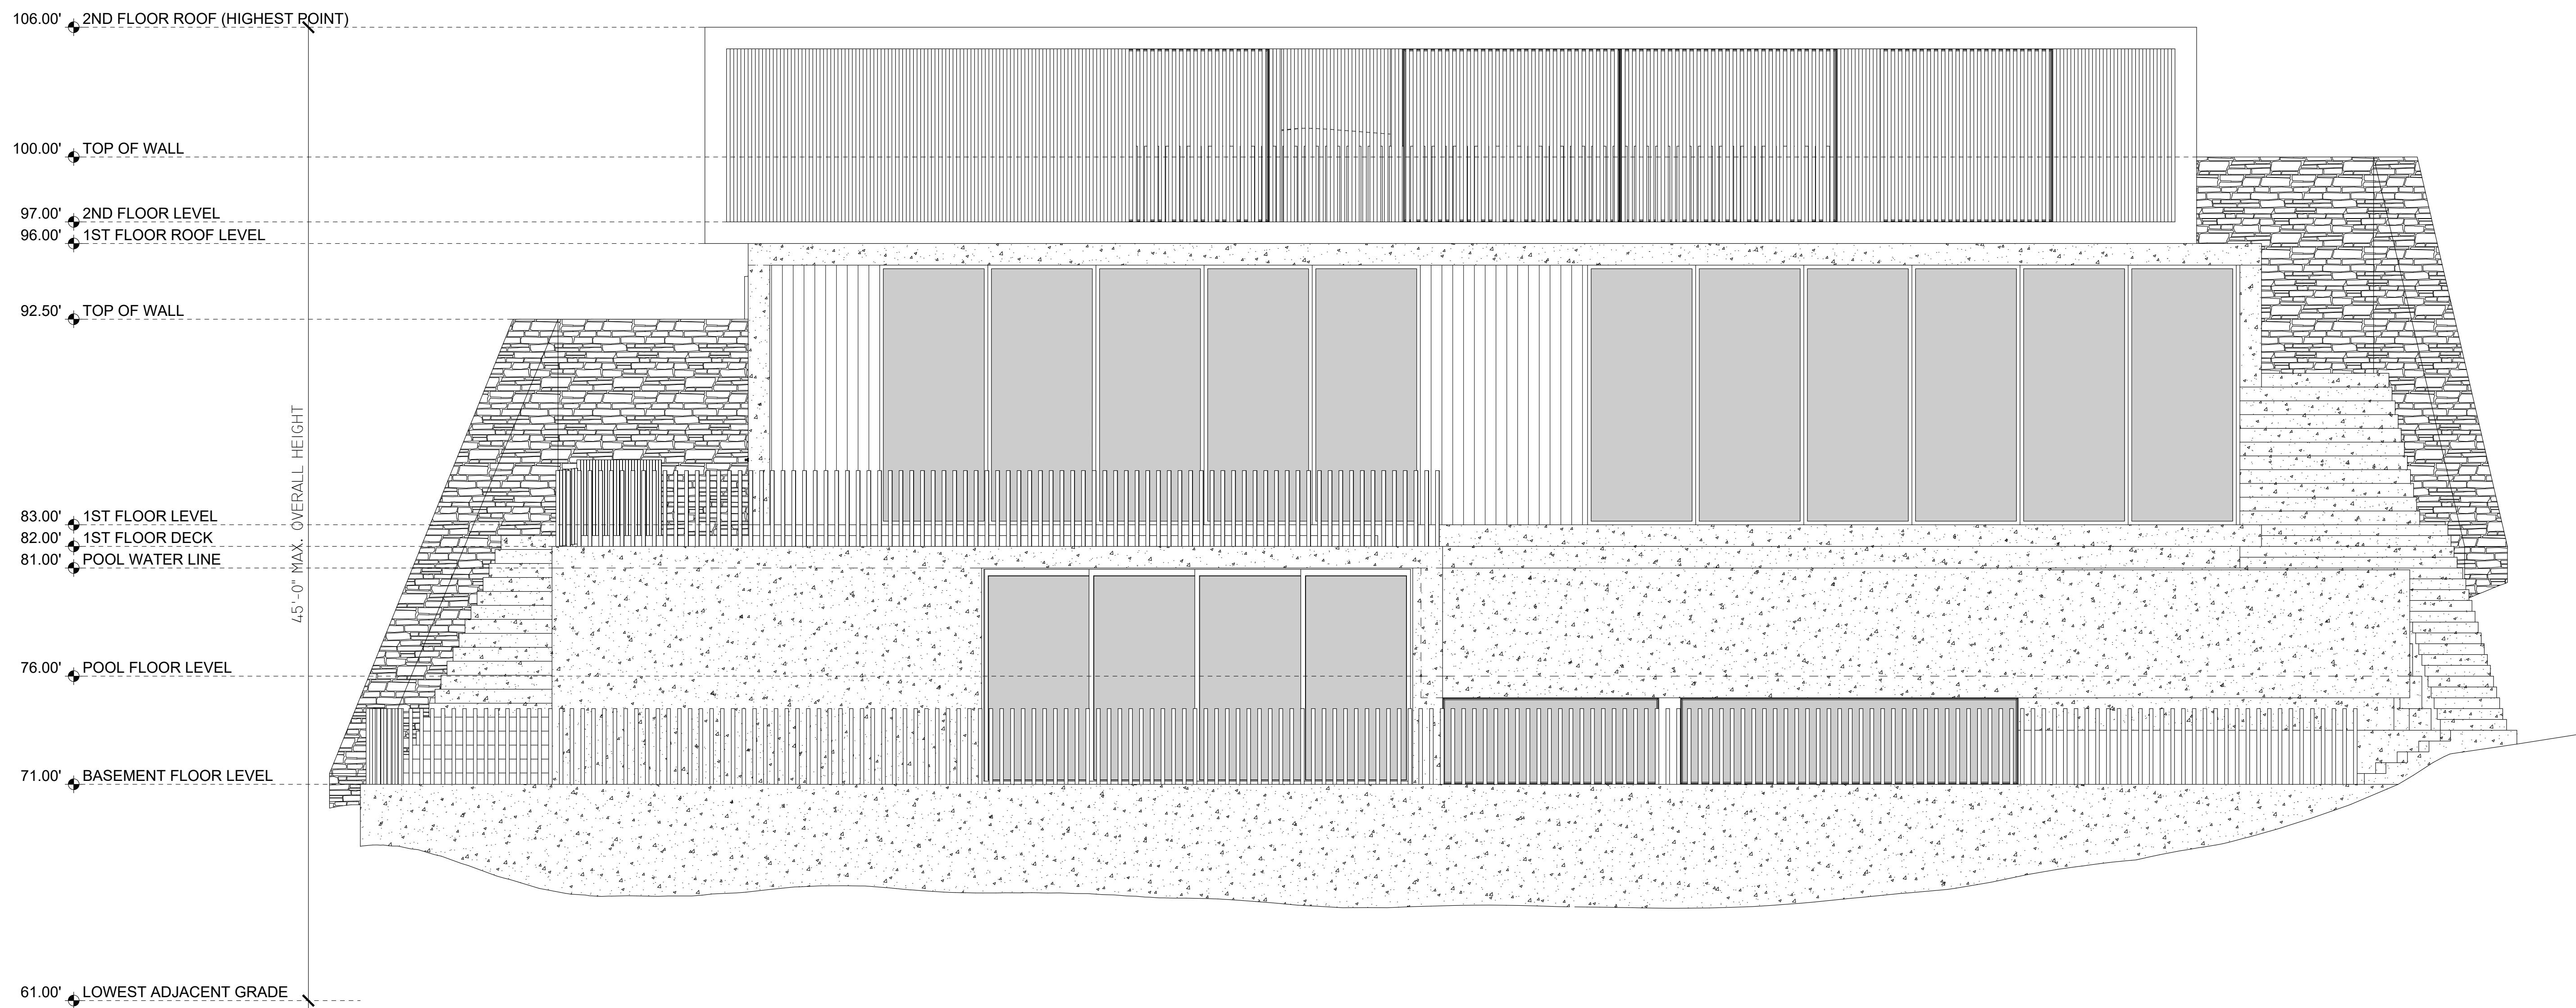 106.00' 2ND FLOOR ROOF (HIGHEST POINT)
100.00' TOP OF WALL
97.00' 2ND FLOOR LEVEL
96.00' 1ST FLOOR ROOF LEVEL
92.50' TOP OF WALL
45'-0" MAX. OVERALL HEIGHT
83.00' 1ST FLOOR LEVEL
82.00' 1ST FLOOR DECK
81.00' POOL WATER LINE
76.00' POOL FLOOR LEVEL
71.00' BASEMENT FLOOR LEVEL
61.00' LOWEST ADJACENT GRADE